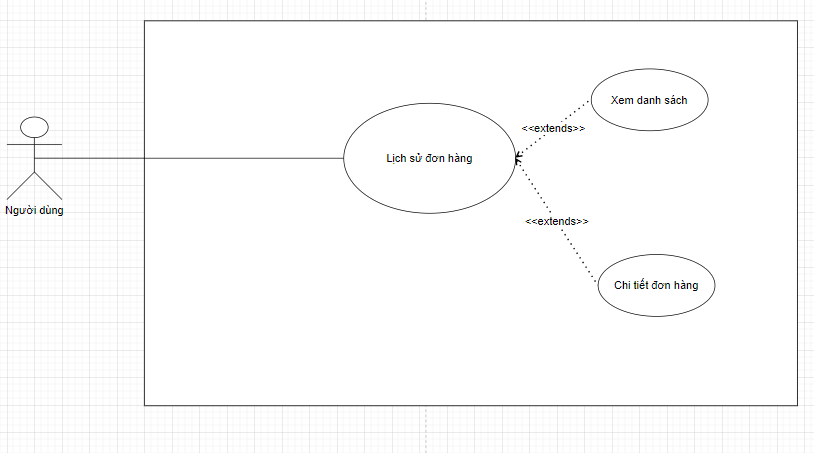 Xem danh sách
<<extends>>
Lịch sử đơn hàng
Người dùng
<<extends>>
Chi tiết đơn hàng